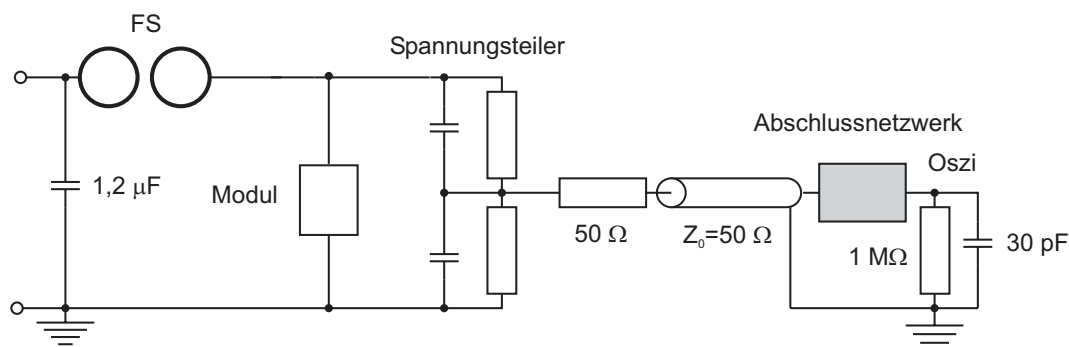 FS
Spannungsteiler
Abschlussnetzwerk
Oszi
1,2 μF
Modul
50 Ω
Z₀=50 Ω
1 MΩ
30 pF